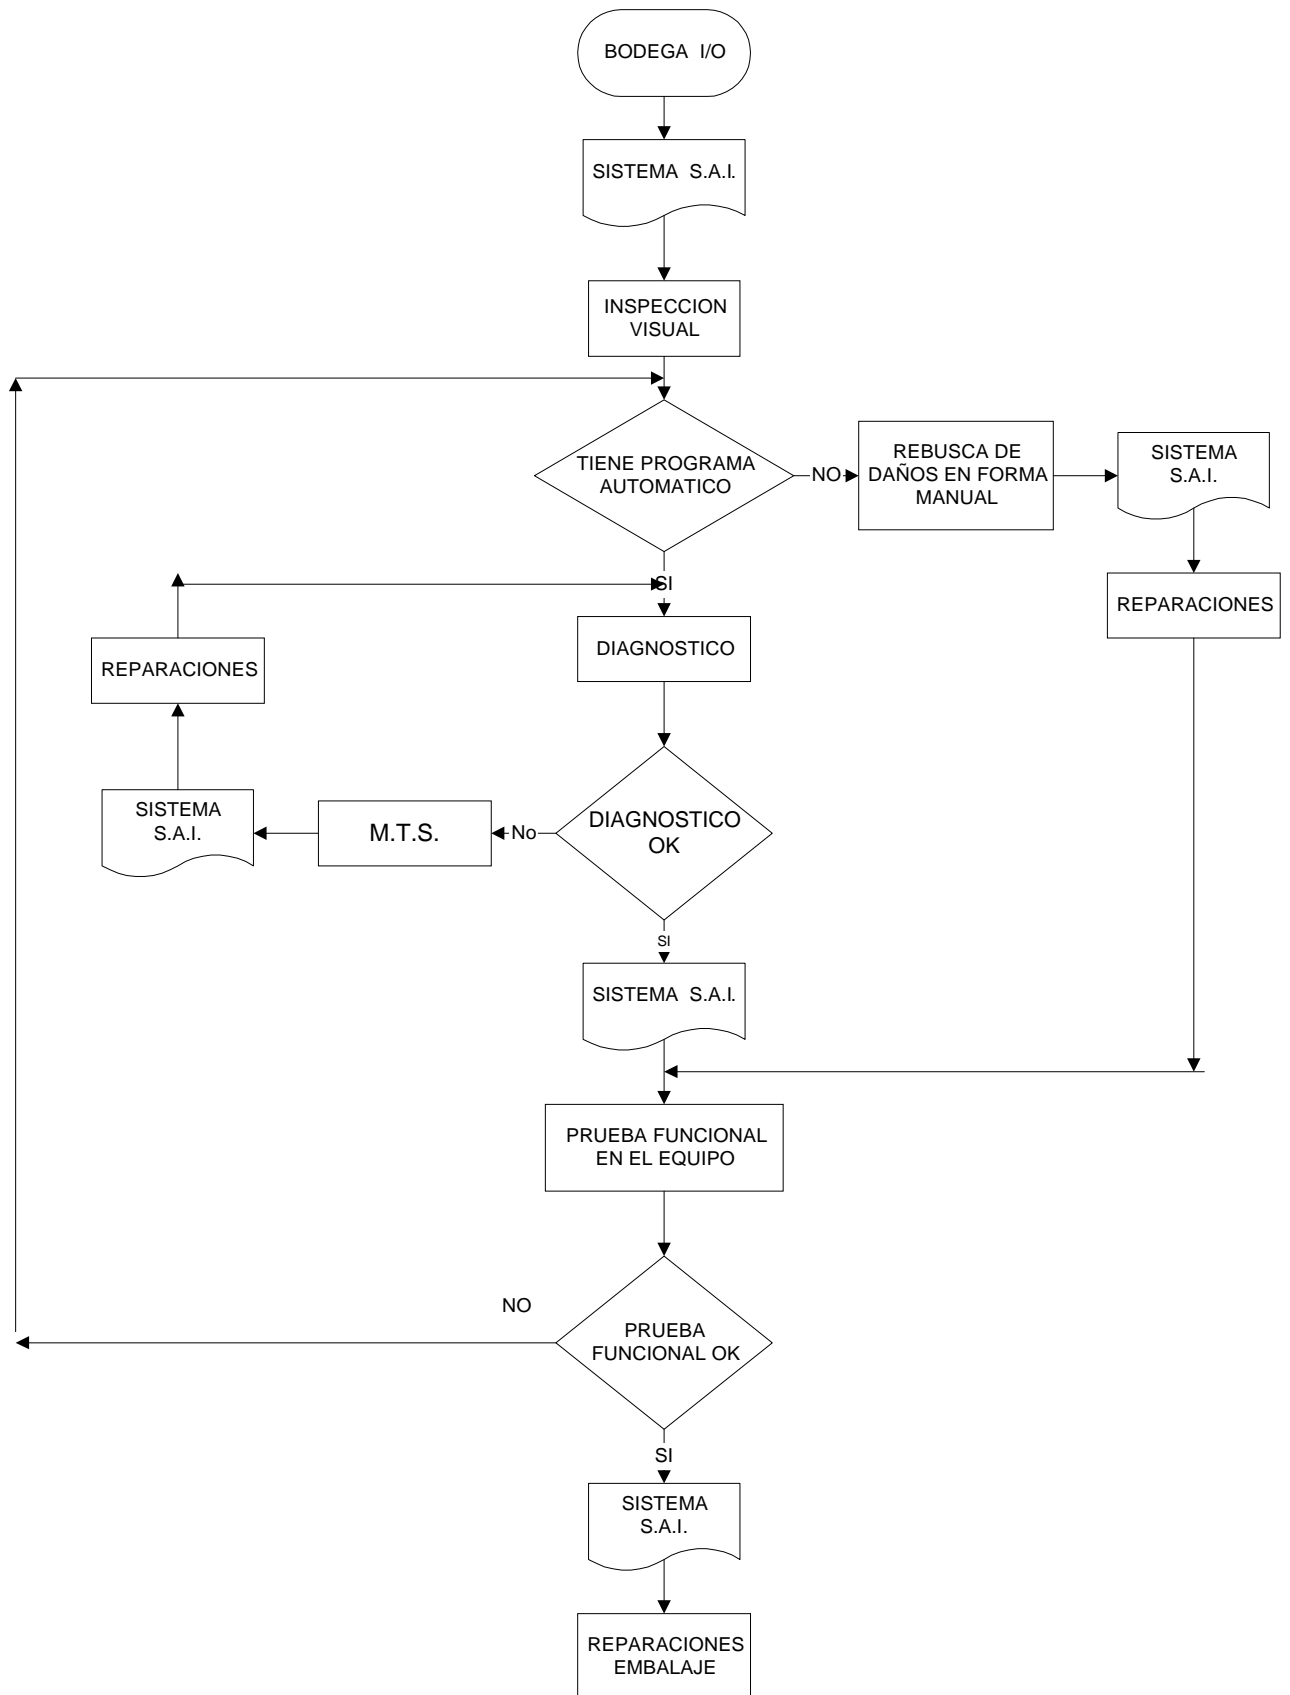 BODEGA I/O
SISTEMA S.A.I.
INSPECCION
VISUAL
TIENE PROGRAMA
AUTOMATICO
NO
REBUSCA DE
DAÑOS EN FORMA
MANUAL
SISTEMA
S.A.I.
REPARACIONES
SI
DIAGNOSTICO
REPARACIONES
DIAGNOSTICO
OK
No
M.T.S.
SISTEMA
S.A.I.
SI
SISTEMA S.A.I.
PRUEBA FUNCIONAL
EN EL EQUIPO
NO
PRUEBA
FUNCIONAL OK
SI
SISTEMA
S.A.I.
REPARACIONES
EMBALAJE